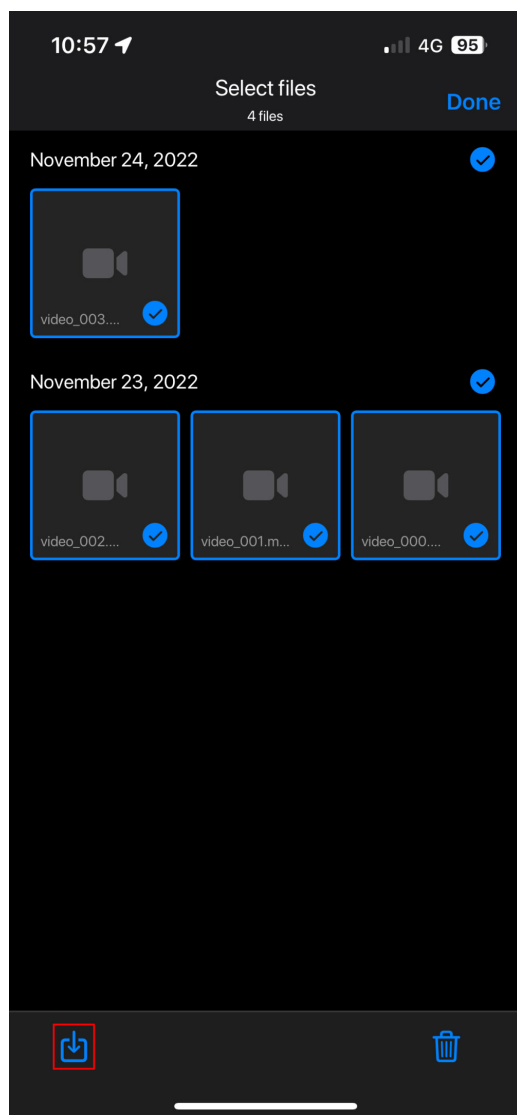 10:57 4G 95
Select files
4 files
Done
November 24, 2022
video_003....
November 23, 2022
video_002.... video_001.m... video_000....